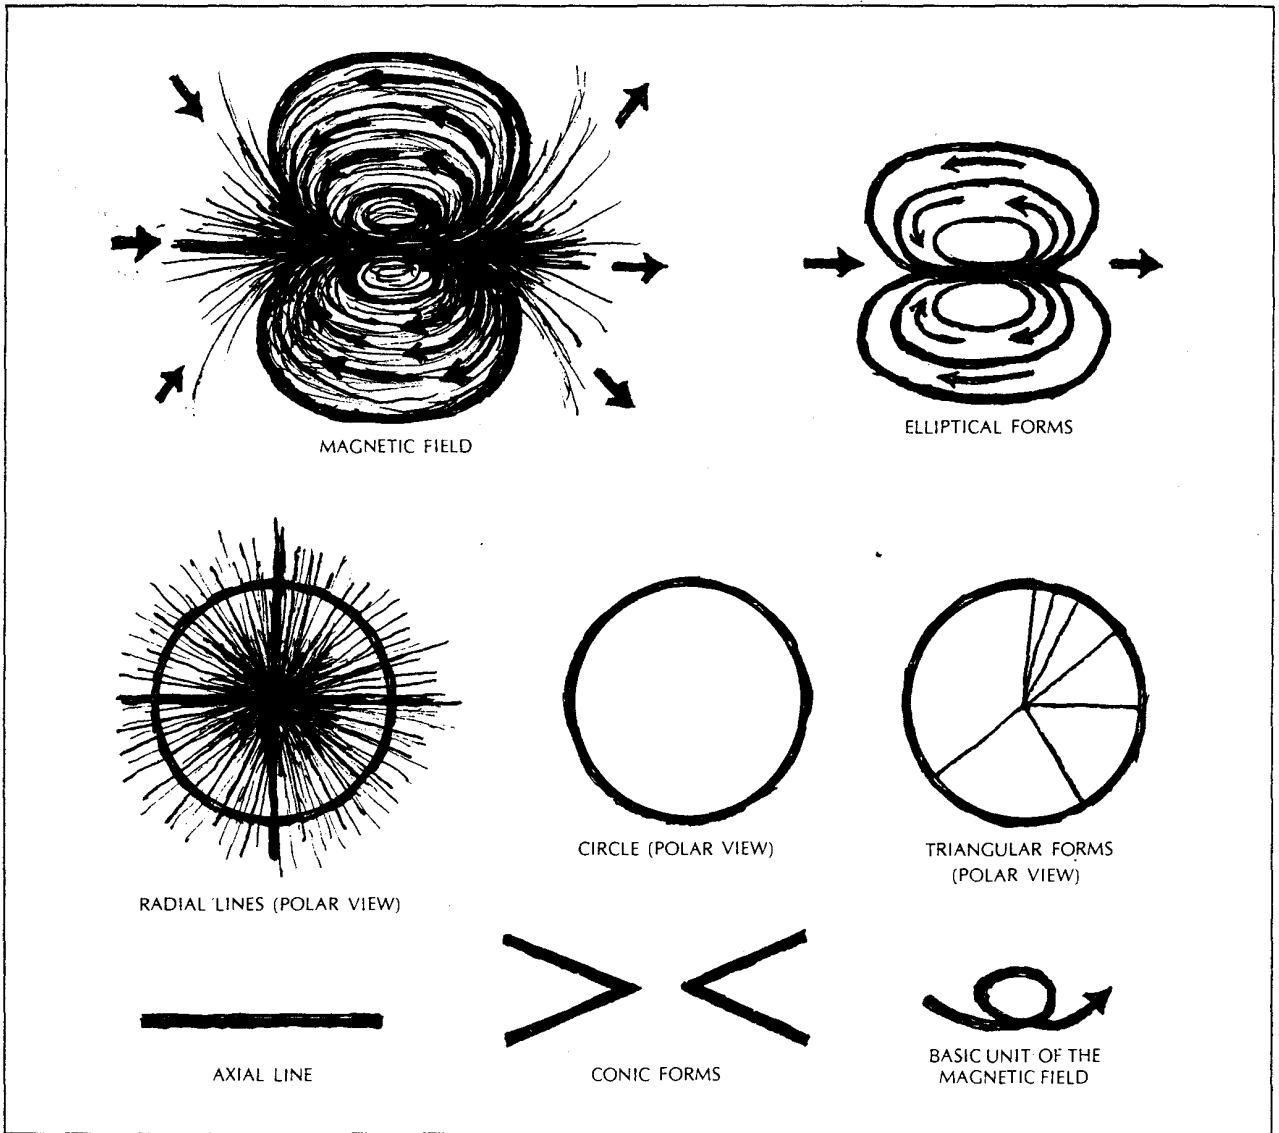 MAGNETIC FIELD
ELLIPTICAL FORMS
RADIAL LINES (POLAR VIEW)
CIRCLE (POLAR VIEW)
TRIANGULAR FORMS
(POLAR VIEW)
AXIAL LINE
CONIC FORMS
BASIC UNIT OF THE
MAGNETIC FIELD